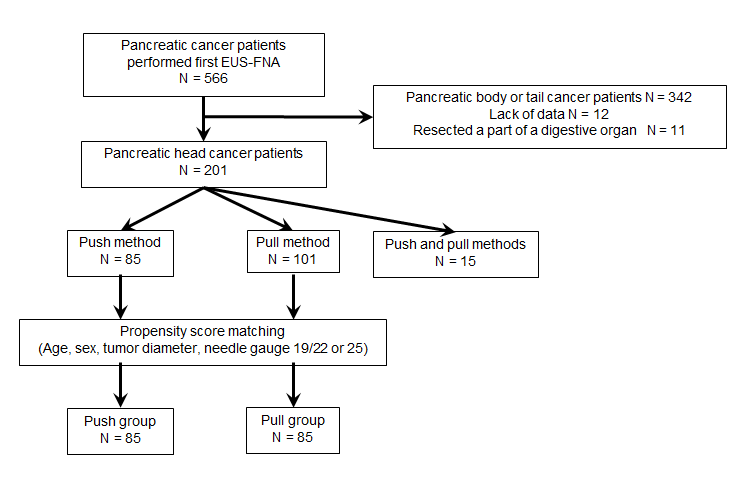 Pancreatic cancer patients
performed first EUS-FNA
N = 566
Pancreatic body or tail cancer patients N = 342
Lack of data N = 12
Resected a part of a digestive organ N = 11
Pancreatic head cancer patients
N = 201
Push method
N = 85
Pull method
N = 101
Push and pull methods
N = 15
Propensity score matching
(Age, sex, tumor diameter, needle gauge 19/22 or 25)
Push group
N = 85
Pull group
N = 85